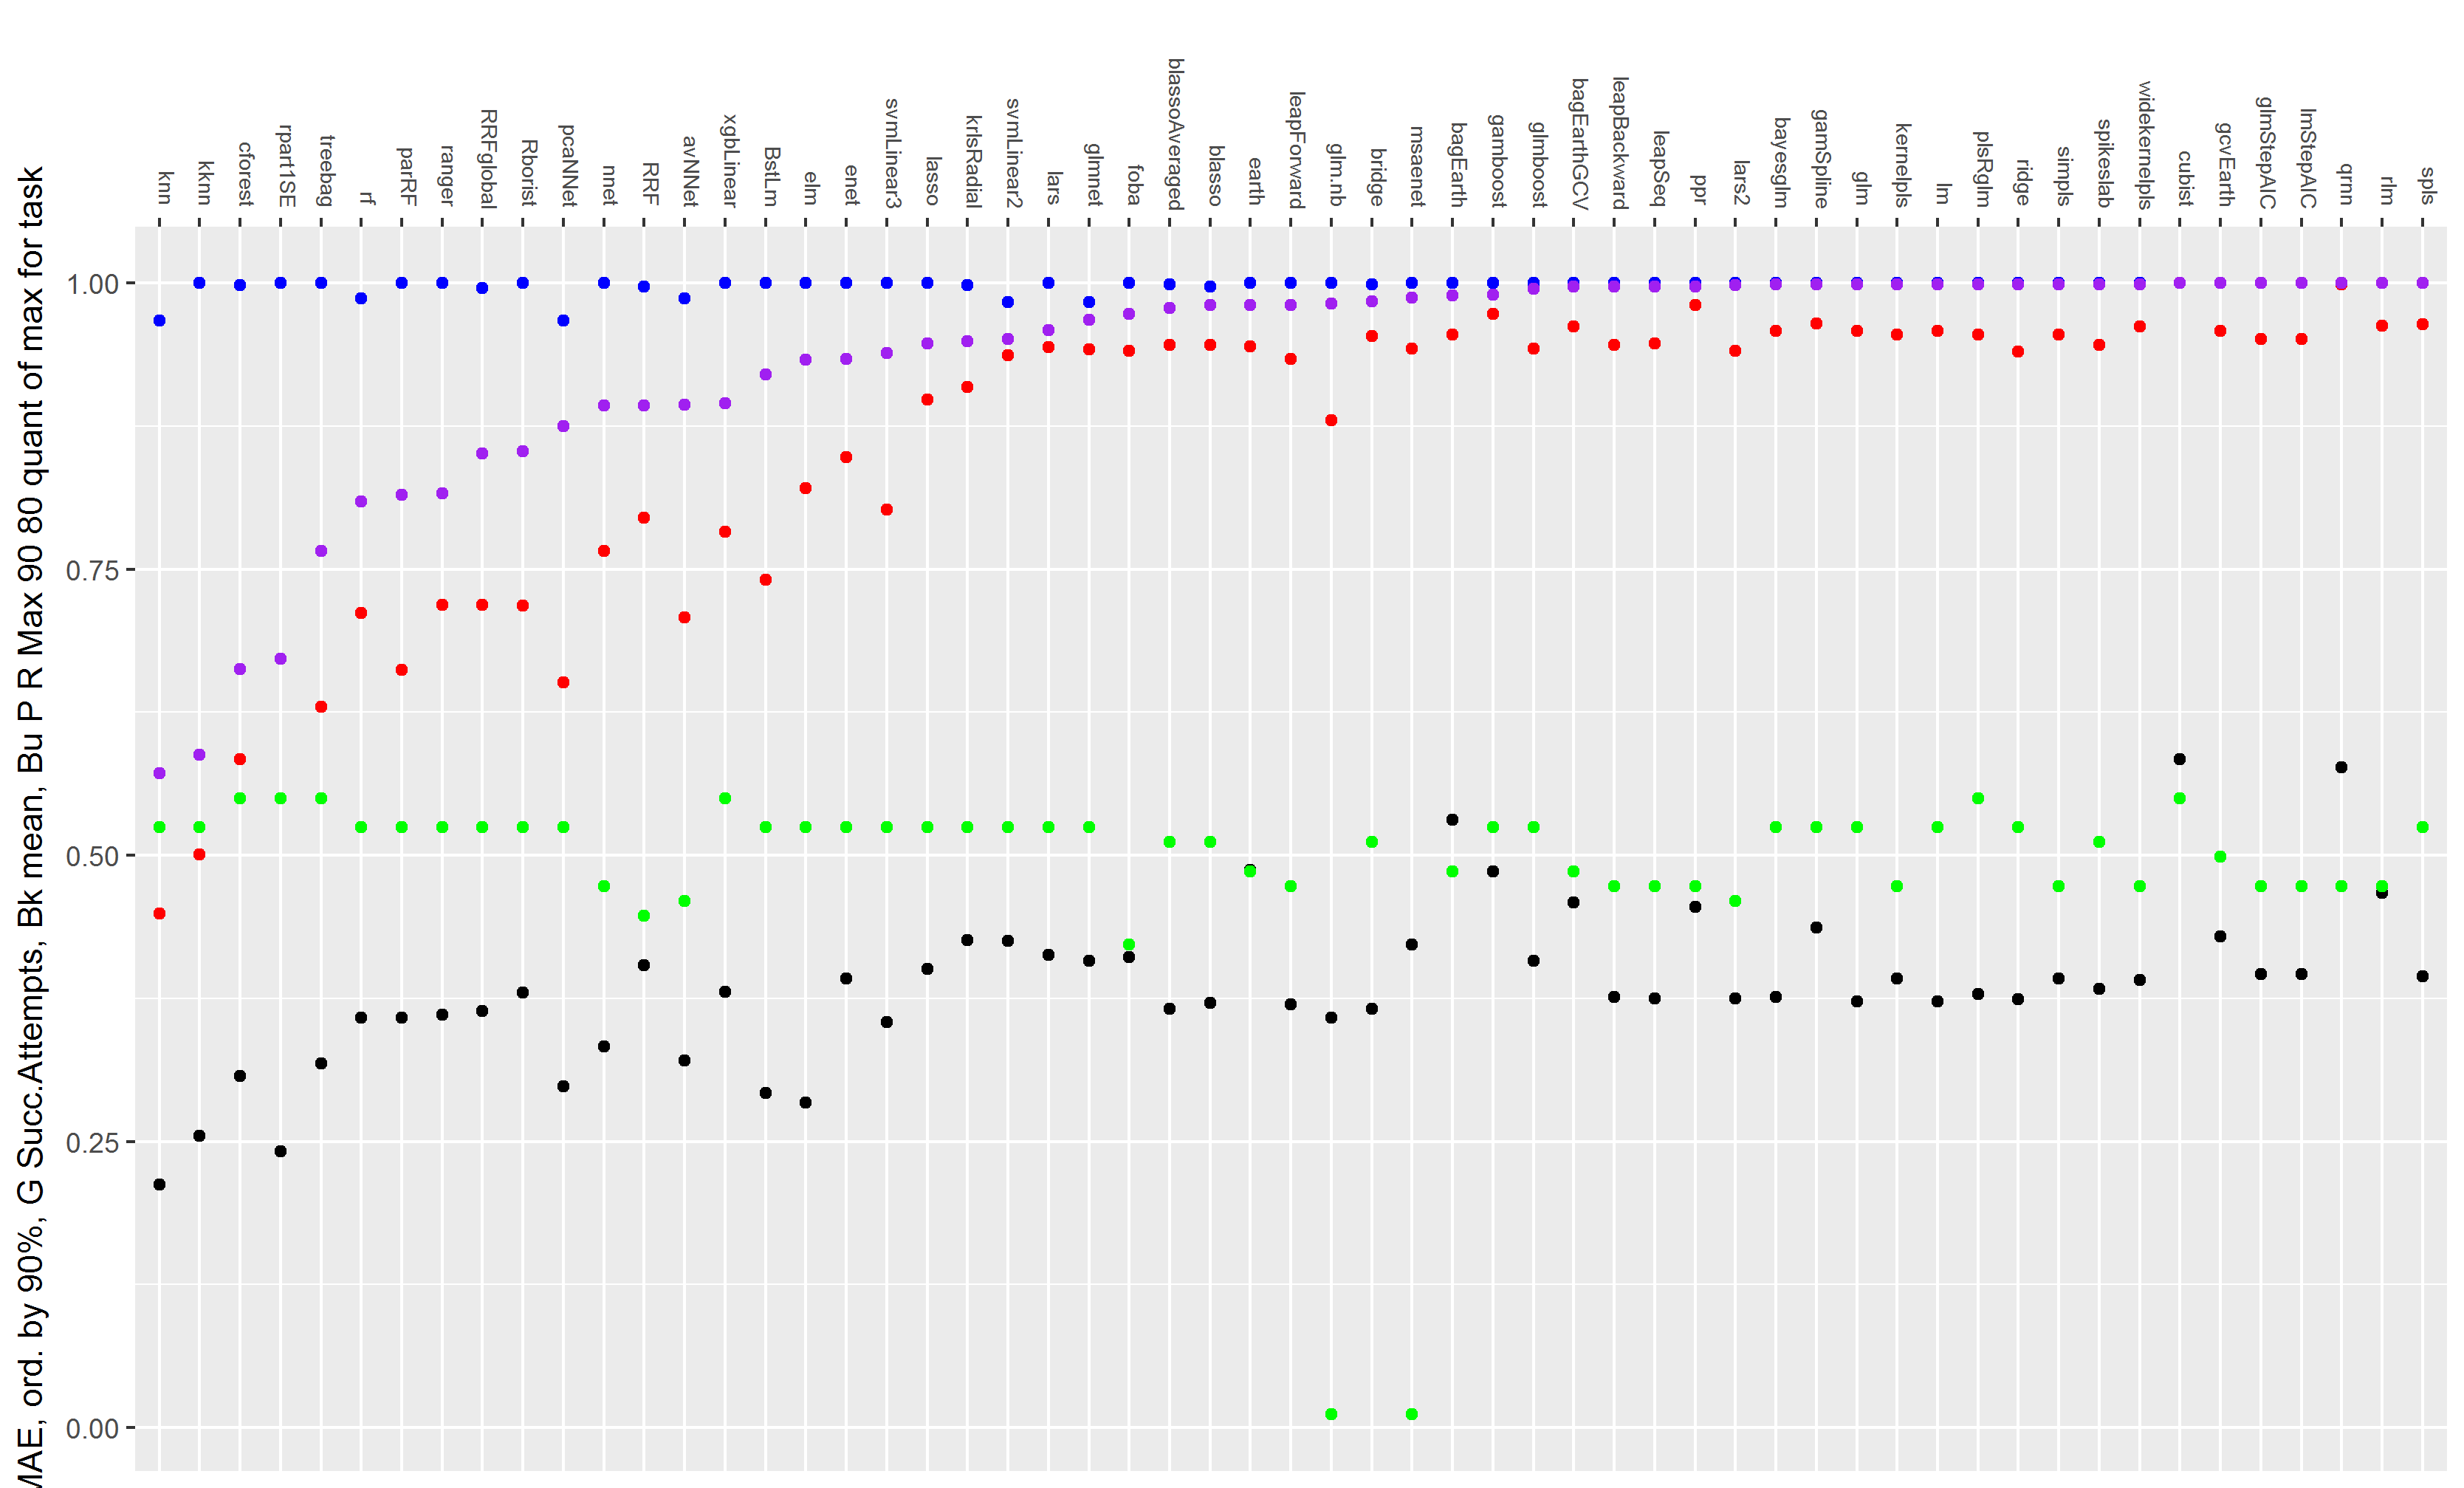 knn
kknn
cforest
rpart1SE
treebag
rf
parRF
ranger
RRFglobal
Rborist
pcaNNet
nnet
RRF
avNNet
xgbLinear
BstLm
elm
enet
svmLinear3
lasso
krlsRadial
svmLinear2
lars
glmnet
foba
blassoAveraged
blasso
earth
leapForward
glm.nb
bridge
msaenet
bagEarth
gamboost
glmboost
bagEarthGCV
leapBackward
leapSeq
ppr
lars2
bayesglm
gamSpline
glm
kernelpls
lm
plsRglm
ridge
simpls
spikeslab
widekernelpls
cubist
gcvEarth
glmStepAIC
lmStepAIC
qrnn
rlm
spls
MAE, ord. by 90%, G Succ.Attempts, Bk mean, Bu P R Max 90 80 quant of max for task
1.00
0.75
0.50
0.25
0.00